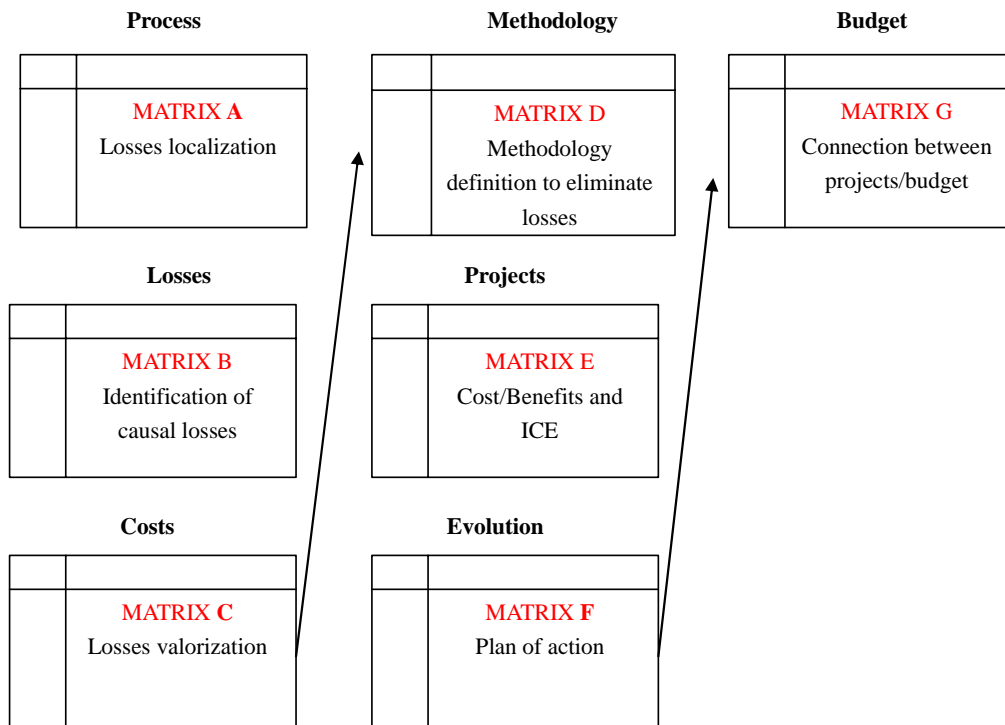 Process
MATRIX A
Losses localization
Losses
MATRIX B
Identification of
causal losses
Costs
MATRIX C
Losses valorization
Methodology
MATRIX D
Methodology
definition to eliminate
losses
Projects
MATRIX E
Cost/Benefits and
ICE
Evolution
MATRIX F
Plan of action
Budget
MATRIX G
Connection between
projects/budget